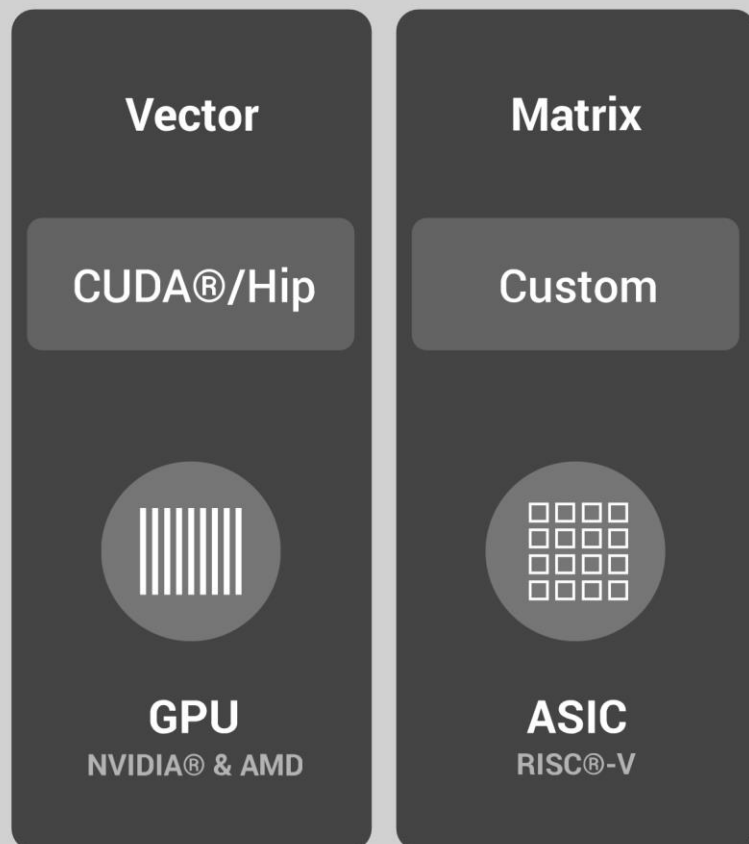 Vector
CUDA®/Hip
GPU
NVIDIA® & AMD
Matrix
Custom
ASIC
RISC®-V